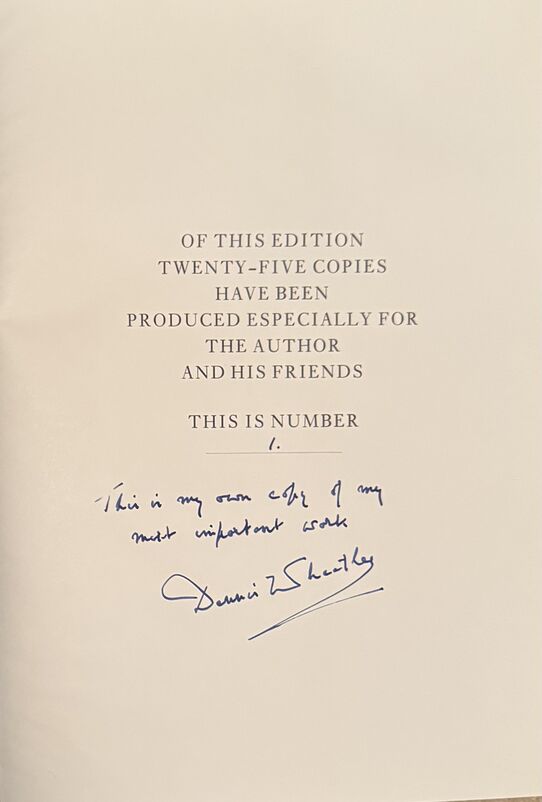 OF THIS EDITION
TWENTY-FIVE COPIES
HAVE BEEN
PRODUCED ESPECIALLY FOR
THE AUTHOR
AND HIS FRIENDS
THIS IS NUMBER
1.
This is my own copy of my
most important work
Dennis Wheatley